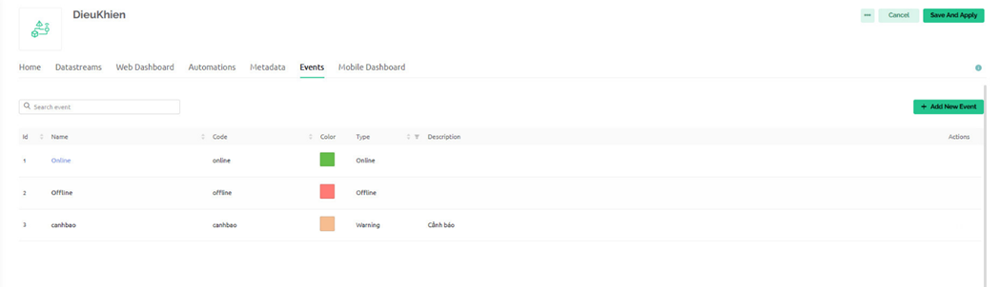 DieuKhien
Cancel
Save And Apply
Home Datastreams Web Dashboard Automations Metadata Events Mobile Dashboard
Search event
+ Add New Event
Id Name Code Color Type Description Actions
1 Online online Online
2 Offline offline Offline
3 canhbao canhbao Warning Cảnh báo